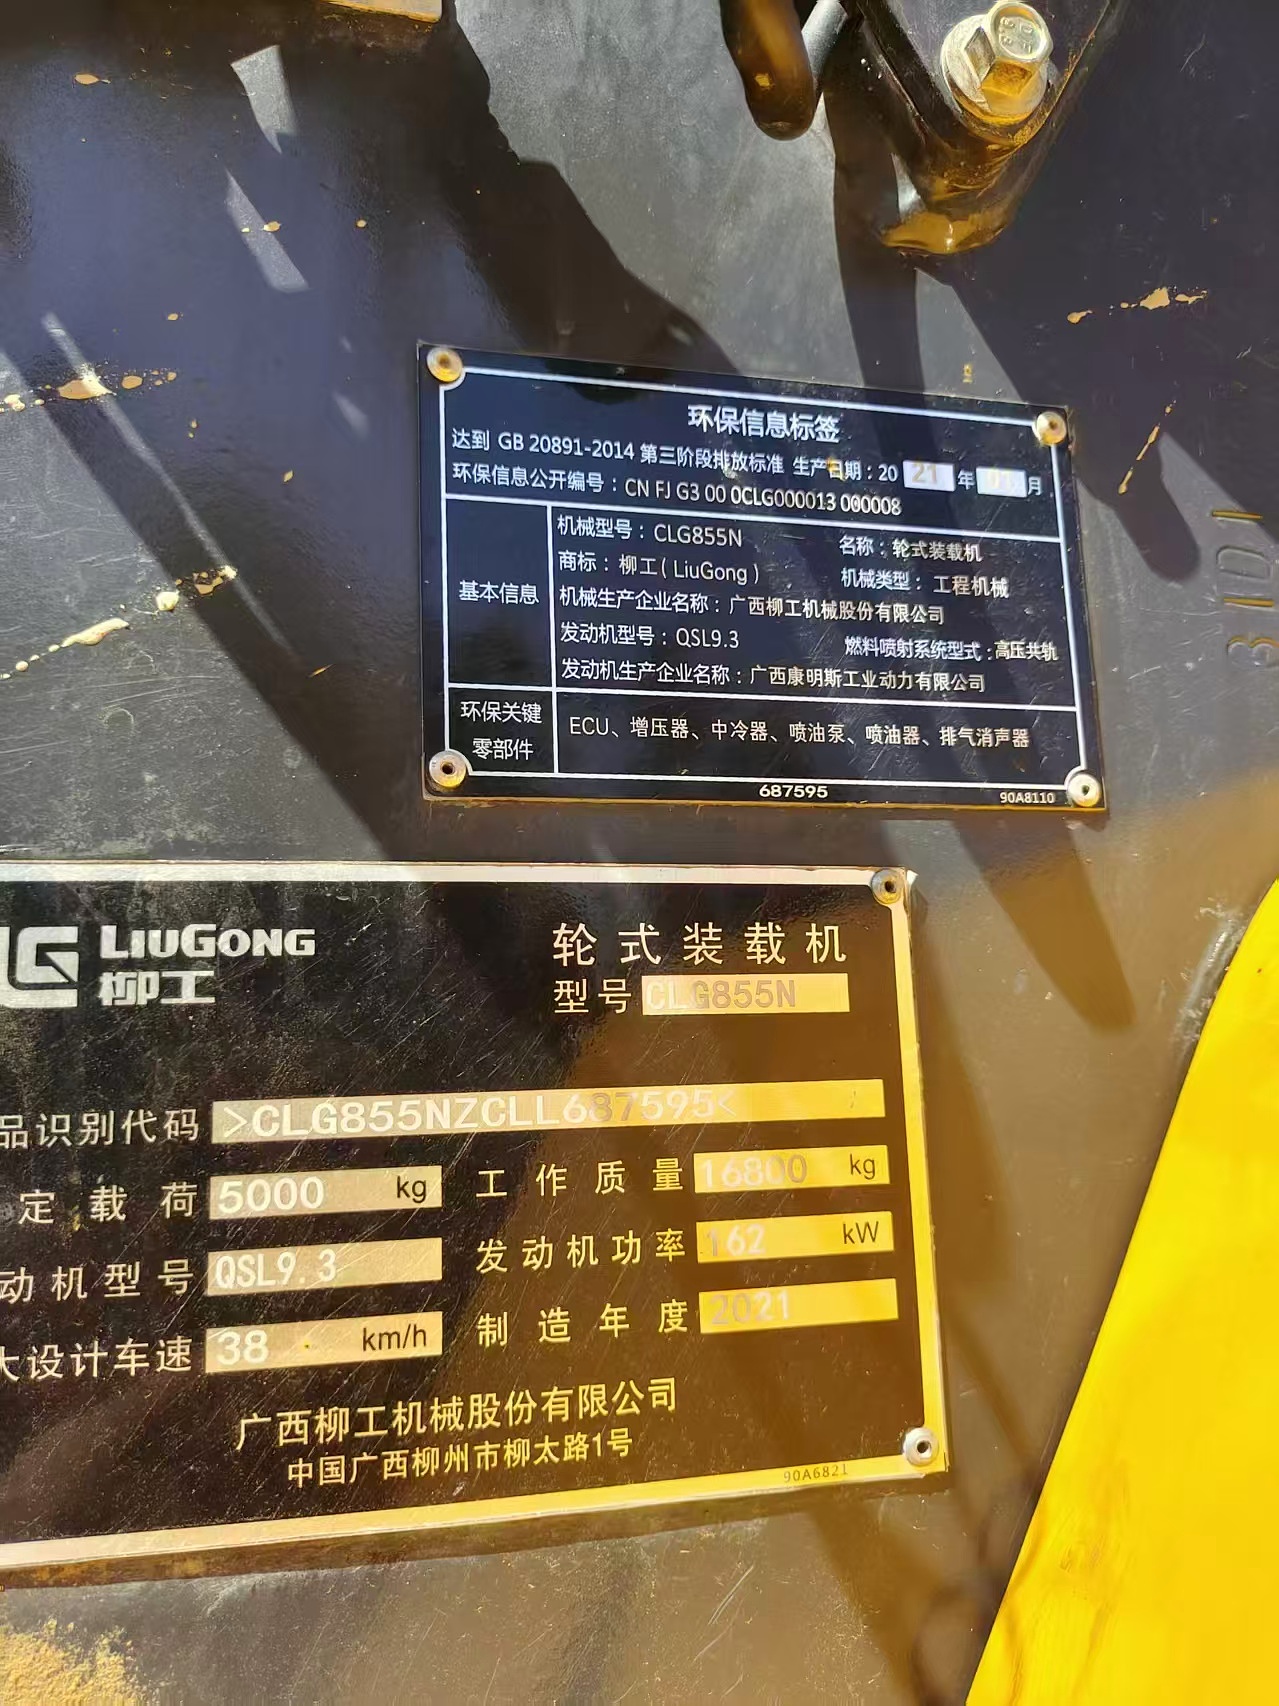 环保信息标签
达到 GB 20891-2014 第三阶段排放标准 生产日期：20 21 年 月
环保信息公开编号：CN FJ G3 00 0CLG000013 000008
基本信息
机械型号：CLG855N 名称：轮式装载机
商标：柳工（LiuGong） 机械类型：工程机械
机械生产企业名称：广西柳工机械股份有限公司
发动机型号：QSL9.3 燃料喷射系统型式：高压共轨
发动机生产企业名称：广西康明斯工业动力有限公司
环保关键
零部件
ECU、增压器、中冷器、喷油泵、喷油器、排气消声器
687595
90A8110
LIUGONG
柳工
轮式装载机
型号 CLG855N
品识别代码 >CLG855NZCLL687595<
定载荷 5000 kg 工作质量 16800 kg
动机型号 QSL9.3 发动机功率 162 kW
大设计车速 38 km/h 制造年度 2021
广西柳工机械股份有限公司
中国广西柳州市柳太路1号
90A6821